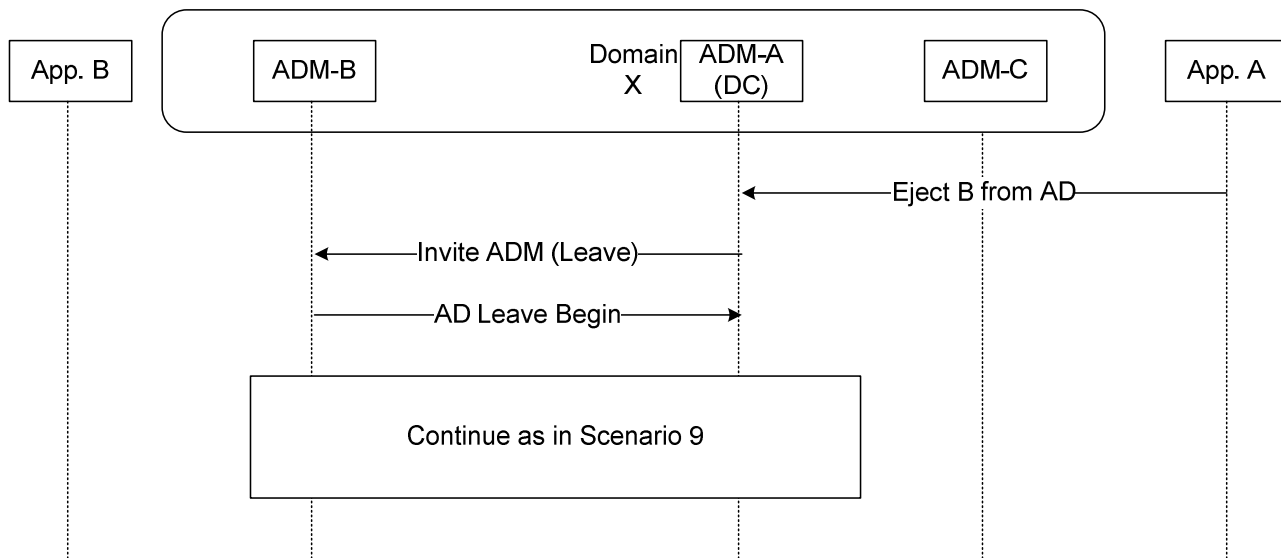 App. B
ADM-B
Domain
X
ADM-A
(DC)
ADM-C
App. A
Eject B from AD
Invite ADM (Leave)
AD Leave Begin
Continue as in Scenario 9